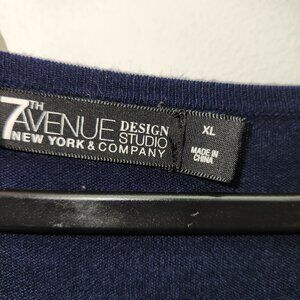 7TH AVENUE DESIGN STUDIO
NEW YORK & COMPANY
XL
MADE IN
CHINA